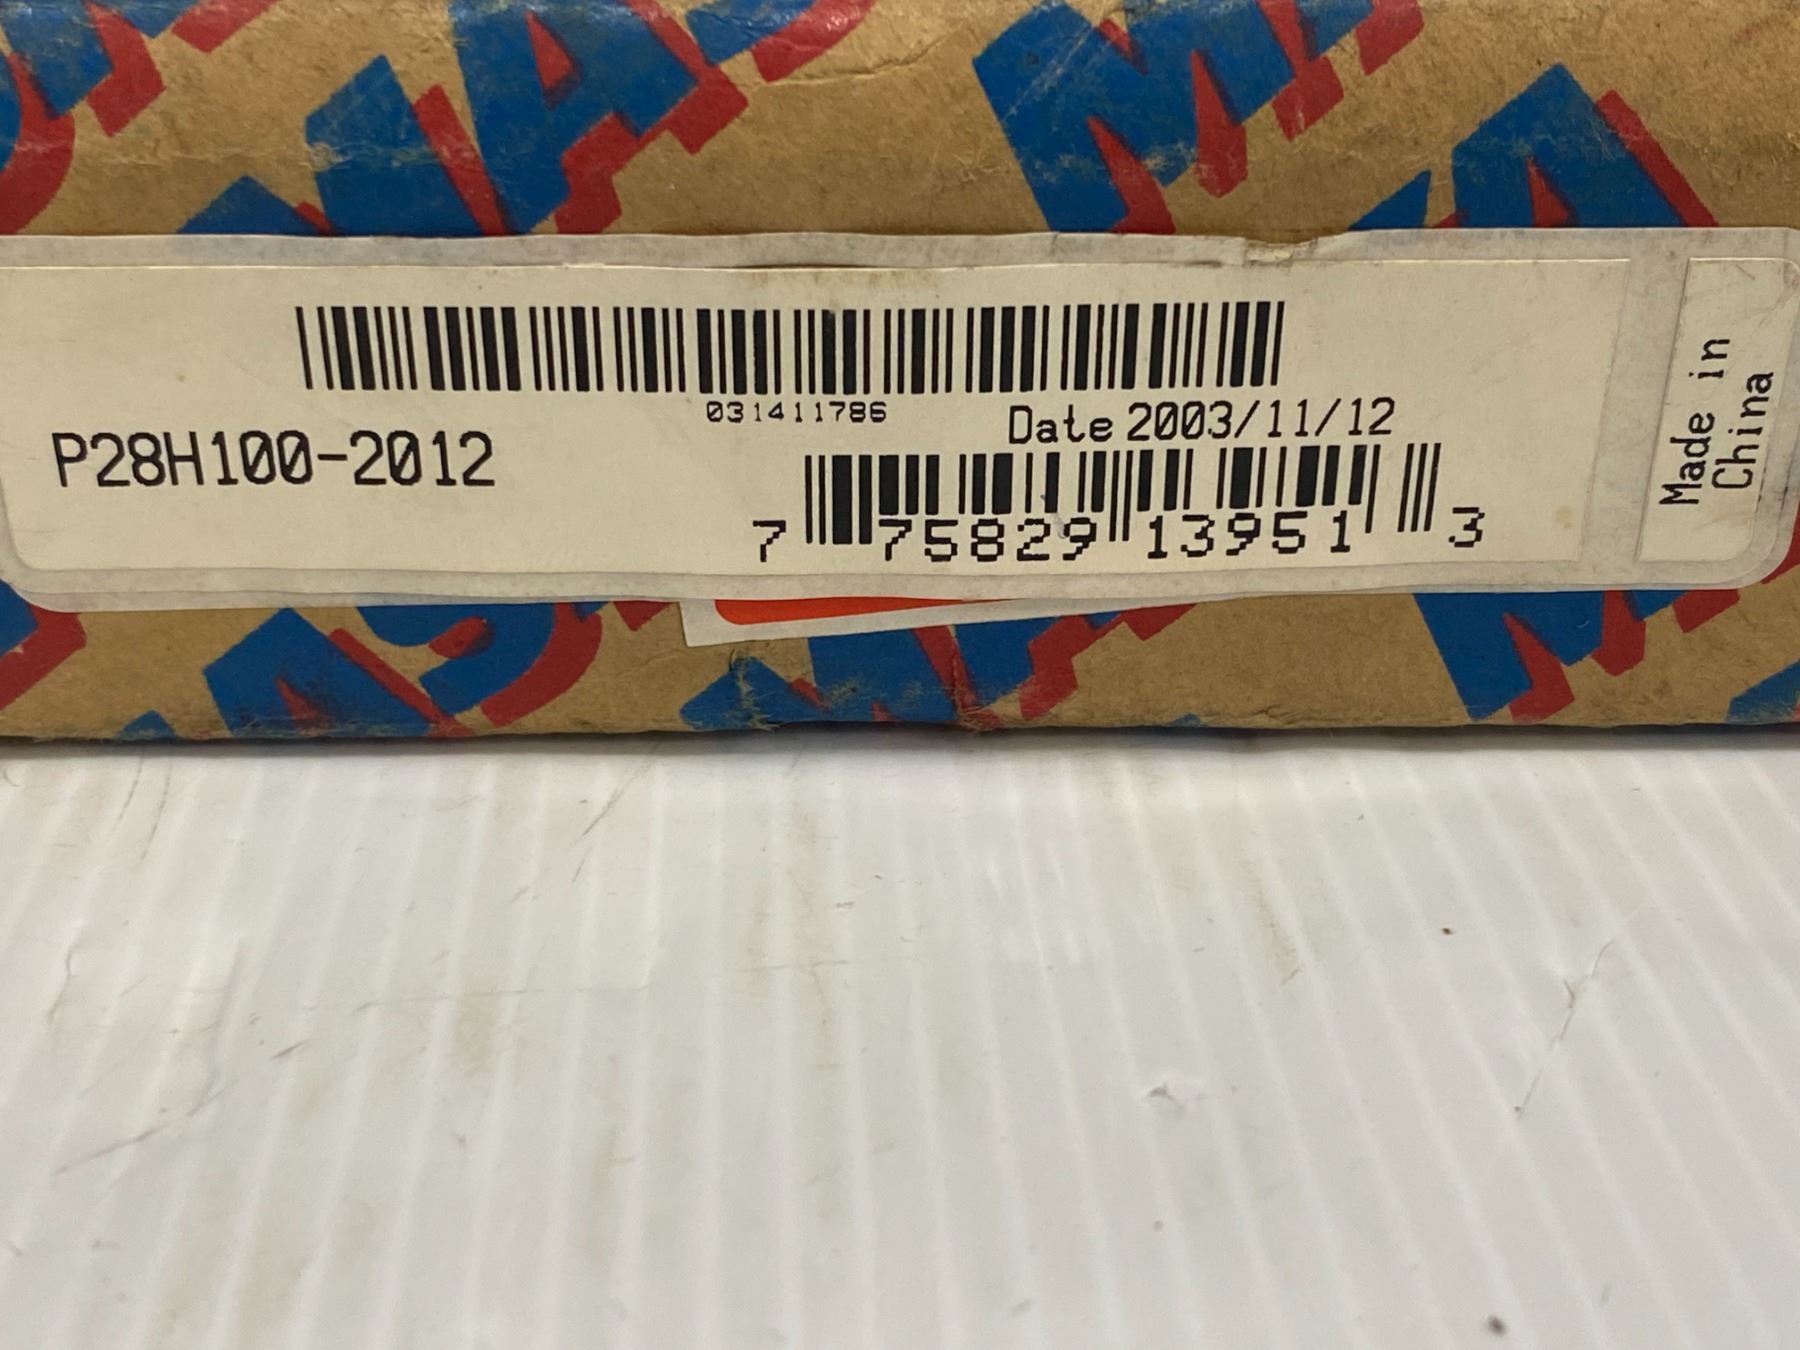 031411786
Date 2003/11/12
P28H100-2012
7 75829 13951 3
Made in
China